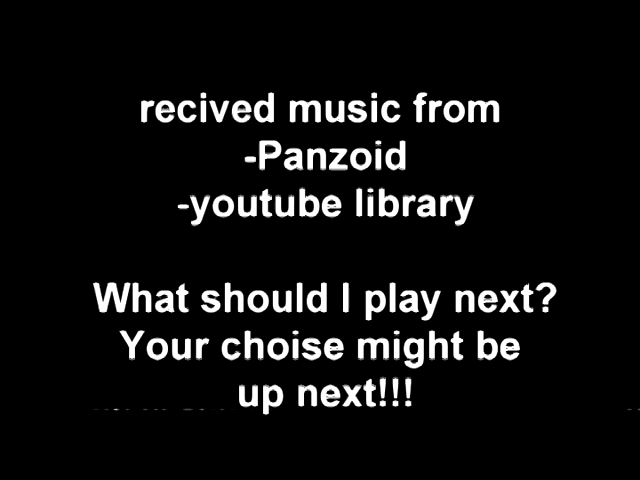 recived music from
-Panzoid
-youtube library
What should I play next?
Your choise might be
up next!!!